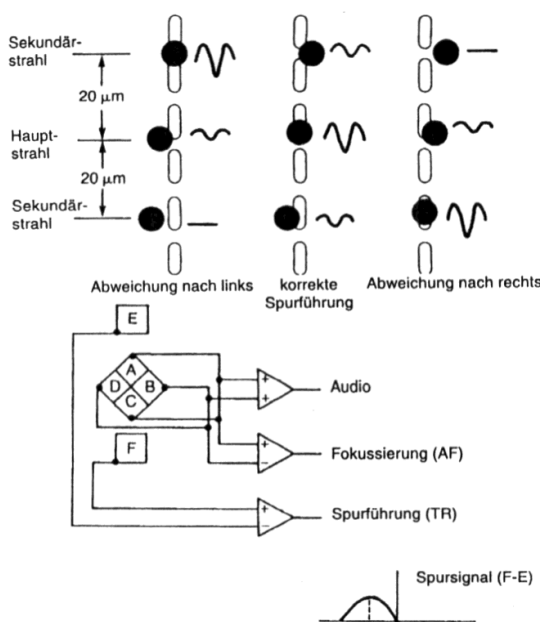 Sekundär-
strahl
20 µm
Haupt-
strahl
20 µm
Sekundär-
strahl
Abweichung nach links
korrekte
Spurführung
Abweichung nach rechts
E
A
D B
C
F
+
+
Audio
+
−
Fokussierung (AF)
+
−
Spurführung (TR)
Spursignal (F-E)